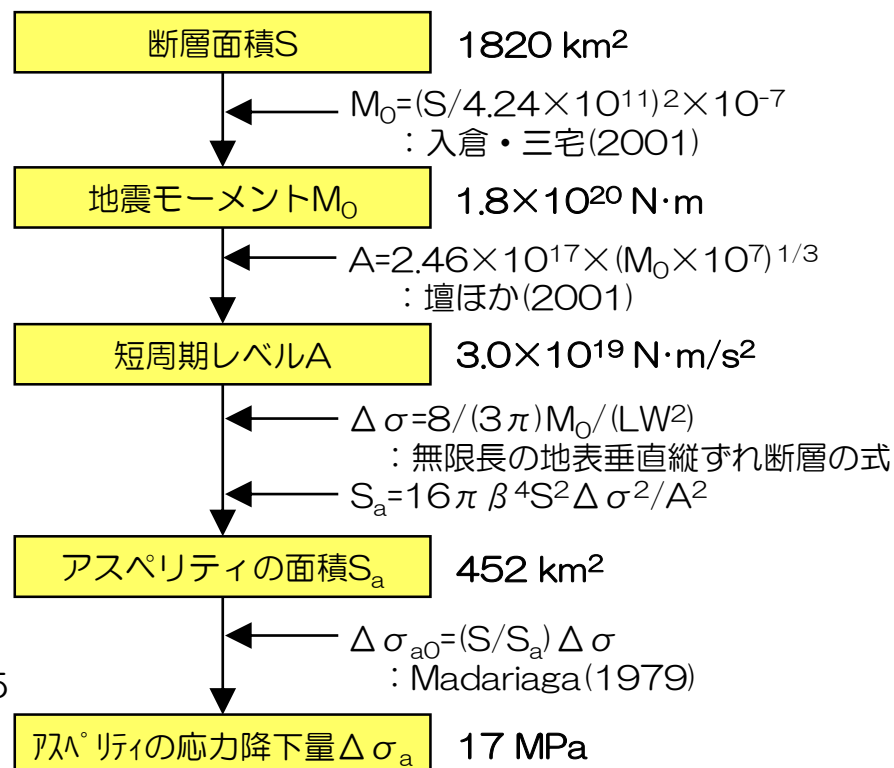 断層面積S 1820 km²
M₀=(S/4.24×10¹¹)²×10⁻⁷
：入倉・三宅(2001)
地震モーメントM₀ 1.8×10²⁰ N·m
A=2.46×10¹⁷×(M₀×10⁷)¹/³
：壇ほか(2001)
短周期レベルA 3.0×10¹⁹ N·m/s²
Δσ=8/(3π)M₀/(LW²)
：無限長の地表垂直縦ずれ断層の式
Sₐ=16πβ⁴S²Δσ²/A²
アスペリティの面積Sₐ 452 km²
Δσₐ₀=(S/Sₐ)Δσ
：Madariaga(1979)
ｱｽﾍﾟﾘﾃｨの応力降下量Δσₐ 17 MPa